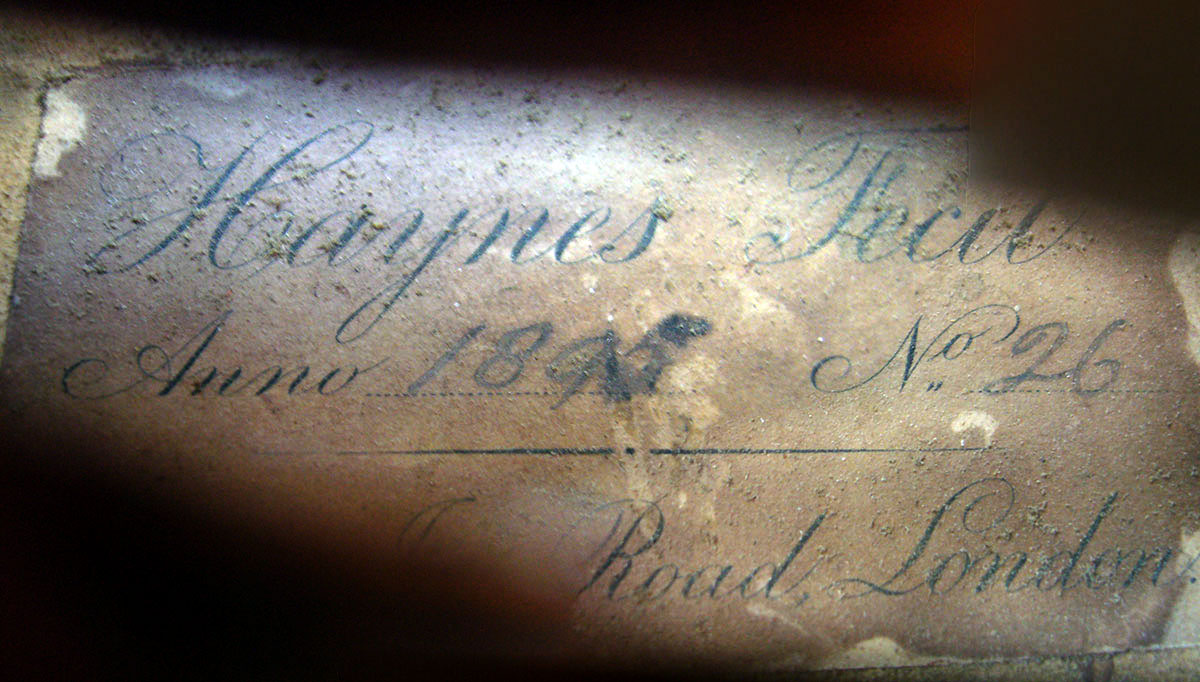 Haynes Fecit
Anno
No 26
Road, London.